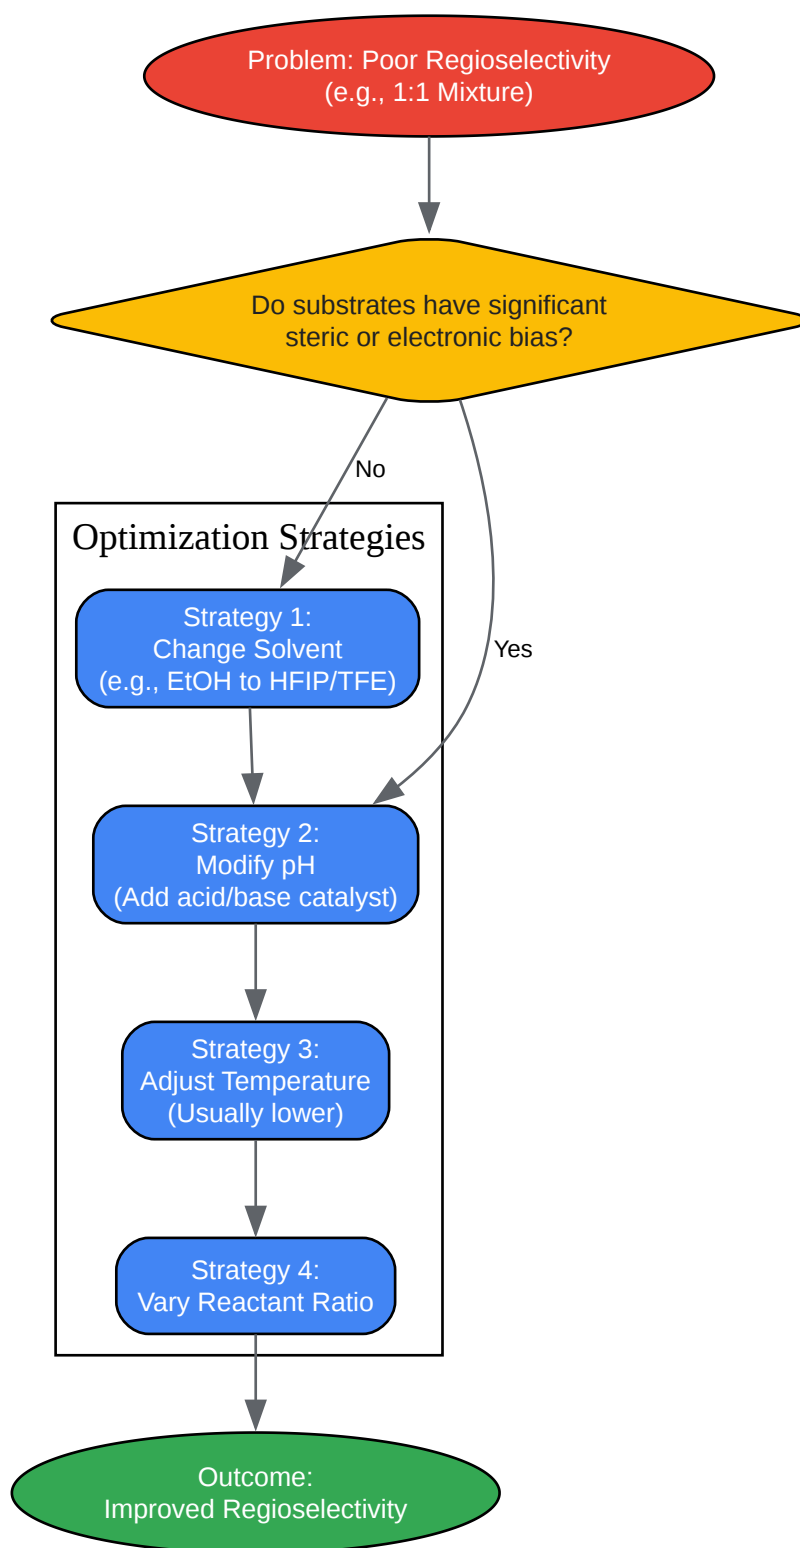 Problem: Poor Regioselectivity
(e.g., 1:1 Mixture)
Do substrates have significant
steric or electronic bias?
No
Optimization Strategies
Strategy 1:
Change Solvent
(e.g., EtOH to HFIP/TFE)
Yes
Strategy 2:
Modify pH
(Add acid/base catalyst)
Strategy 3:
Adjust Temperature
(Usually lower)
Strategy 4:
Vary Reactant Ratio
Outcome:
Improved Regioselectivity